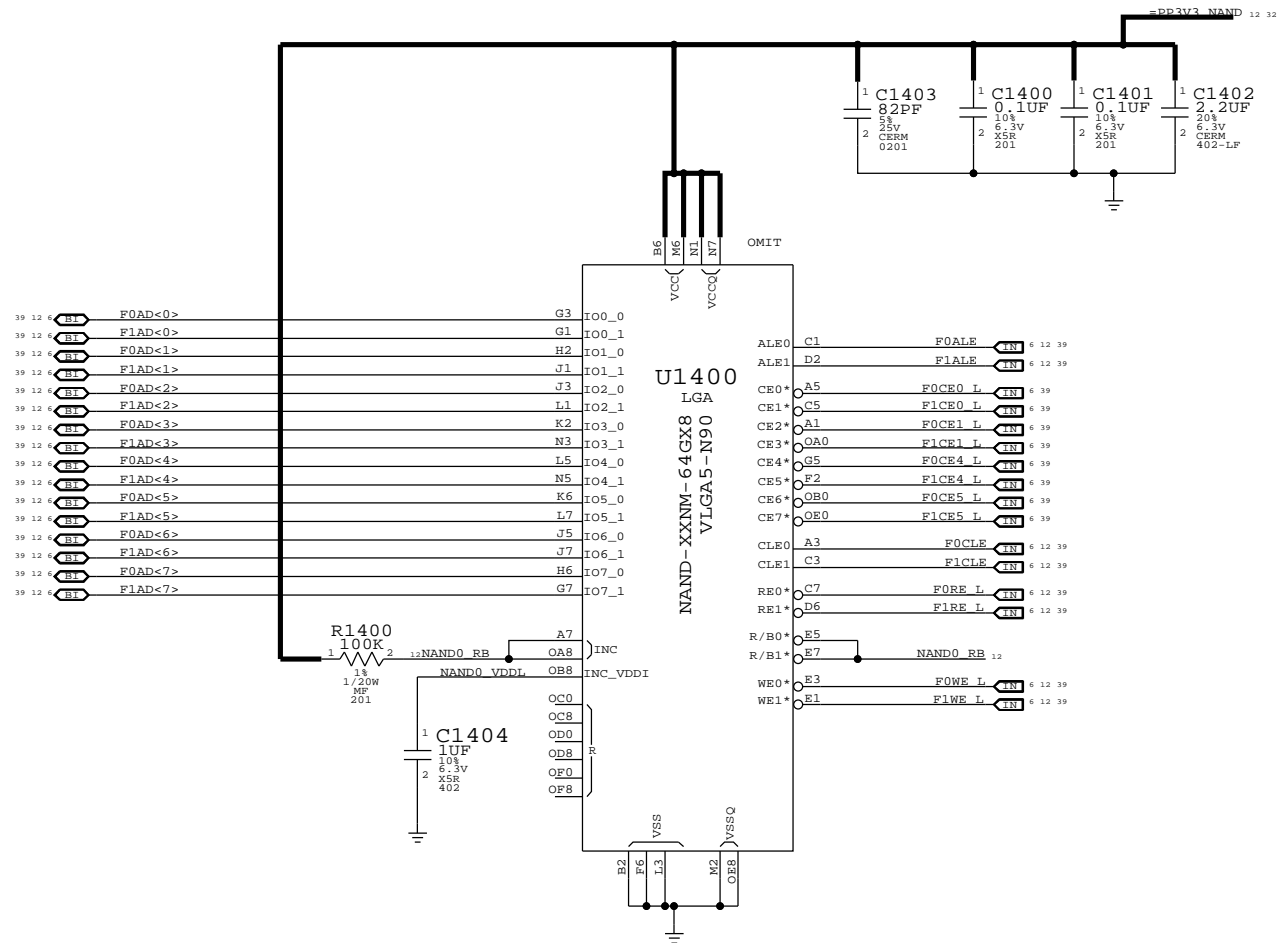 =PP3V3_NAND 12 32
1 C1403
82PF
5%
25V
2 CERM
0201
1 C1400
0.1UF
10%
6.3V
2 X5R
201
1 C1401
0.1UF
10%
6.3V
2 X5R
201
1 C1402
2.2UF
20%
6.3V
2 CERM
402-LF
B6 M6 N1 N7
OMIT
VCC VCCQ
39 12 6 BI F0AD<0> G3 IO0_0
39 12 6 BI F1AD<0> G1 IO0_1
39 12 6 BI F0AD<1> H2 IO1_0
39 12 6 BI F1AD<1> J1 IO1_1
39 12 6 BI F0AD<2> J3 IO2_0
39 12 6 BI F1AD<2> L1 IO2_1
39 12 6 BI F0AD<3> K2 IO3_0
39 12 6 BI F1AD<3> N3 IO3_1
39 12 6 BI F0AD<4> L5 IO4_0
39 12 6 BI F1AD<4> N5 IO4_1
39 12 6 BI F0AD<5> K6 IO5_0
39 12 6 BI F1AD<5> L7 IO5_1
39 12 6 BI F0AD<6> J5 IO6_0
39 12 6 BI F1AD<6> J7 IO6_1
39 12 6 BI F0AD<7> H6 IO7_0
39 12 6 BI F1AD<7> G7 IO7_1
U1400
LGA
NAND-XXNM-64GX8
VLGA5-N90
ALE0 C1 F0ALE IN 6 12 39
ALE1 D2 F1ALE IN 6 12 39
CE0* A5 F0CE0_L IN 6 39
CE1* C5 F1CE0_L IN 6 39
CE2* A1 F0CE1_L IN 6 39
CE3* OA0 F1CE1_L IN 6 39
CE4* G5 F0CE4_L IN 6 39
CE5* F2 F1CE4_L IN 6 39
CE6* OB0 F0CE5_L IN 6 39
CE7* OE0 F1CE5_L IN 6 39
CLE0 A3 F0CLE IN 6 12 39
CLE1 C3 F1CLE IN 6 12 39
RE0* C7 F0RE_L IN 6 12 39
RE1* D6 F1RE_L IN 6 12 39
R/B0* E5
R/B1* E7 NAND0_RB 12
WE0* E3 F0WE_L IN 6 12 39
WE1* E1 F1WE_L IN 6 12 39
R1400
100K
1 2
1%
1/20W
MF
201
12 NAND0_RB
A7
OA8 INC
NAND0_VDDL OB8 INC_VDDI
OC0
OC8
OD0
OD8 R
OF0
OF8
1 C1404
1UF
10%
6.3V
2 X5R
402
VSS VSSQ
B2 F6 L3 M2 OE8